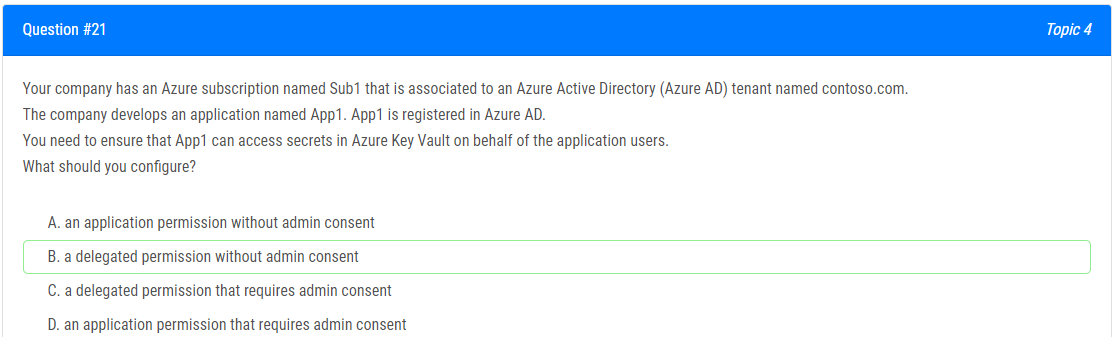 Question #21
Topic 4
Your company has an Azure subscription named Sub1 that is associated to an Azure Active Directory (Azure AD) tenant named contoso.com.
The company develops an application named App1. App1 is registered in Azure AD.
You need to ensure that App1 can access secrets in Azure Key Vault on behalf of the application users.
What should you configure?
A. an application permission without admin consent
B. a delegated permission without admin consent
C. a delegated permission that requires admin consent
D. an application permission that requires admin consent